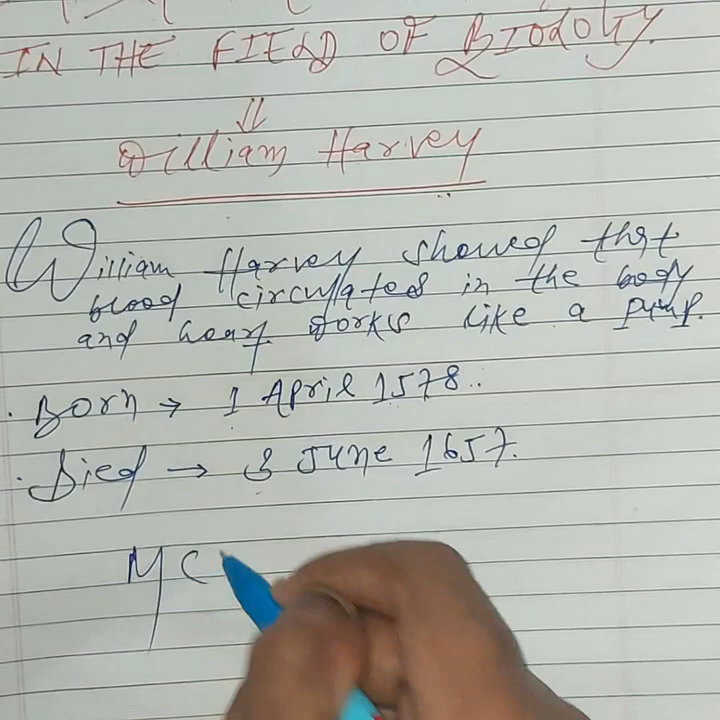 IN THE FIELD OF BIOLOGY
William Harvey
William Harvey showed that
blood circulated in the body
and heart works like a pump.
. Born → 1 April 1578..
. Died → 3 June 1657.
MC